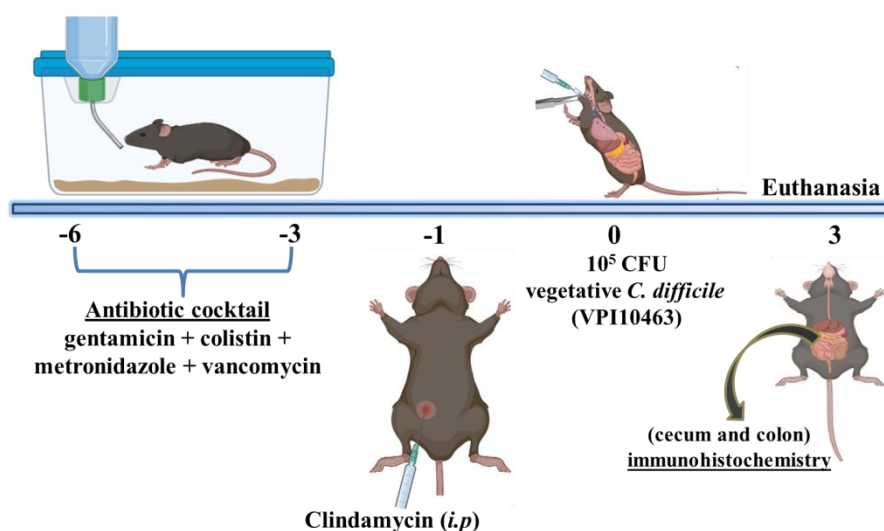 Euthanasia
-6
-3
-1
0
3
Antibiotic cocktail
gentamicin + colistin +
metronidazole + vancomycin
10⁵ CFU
vegetative C. difficile
(VPI10463)
(cecum and colon)
immunohistochemistry
Clindamycin (i.p)